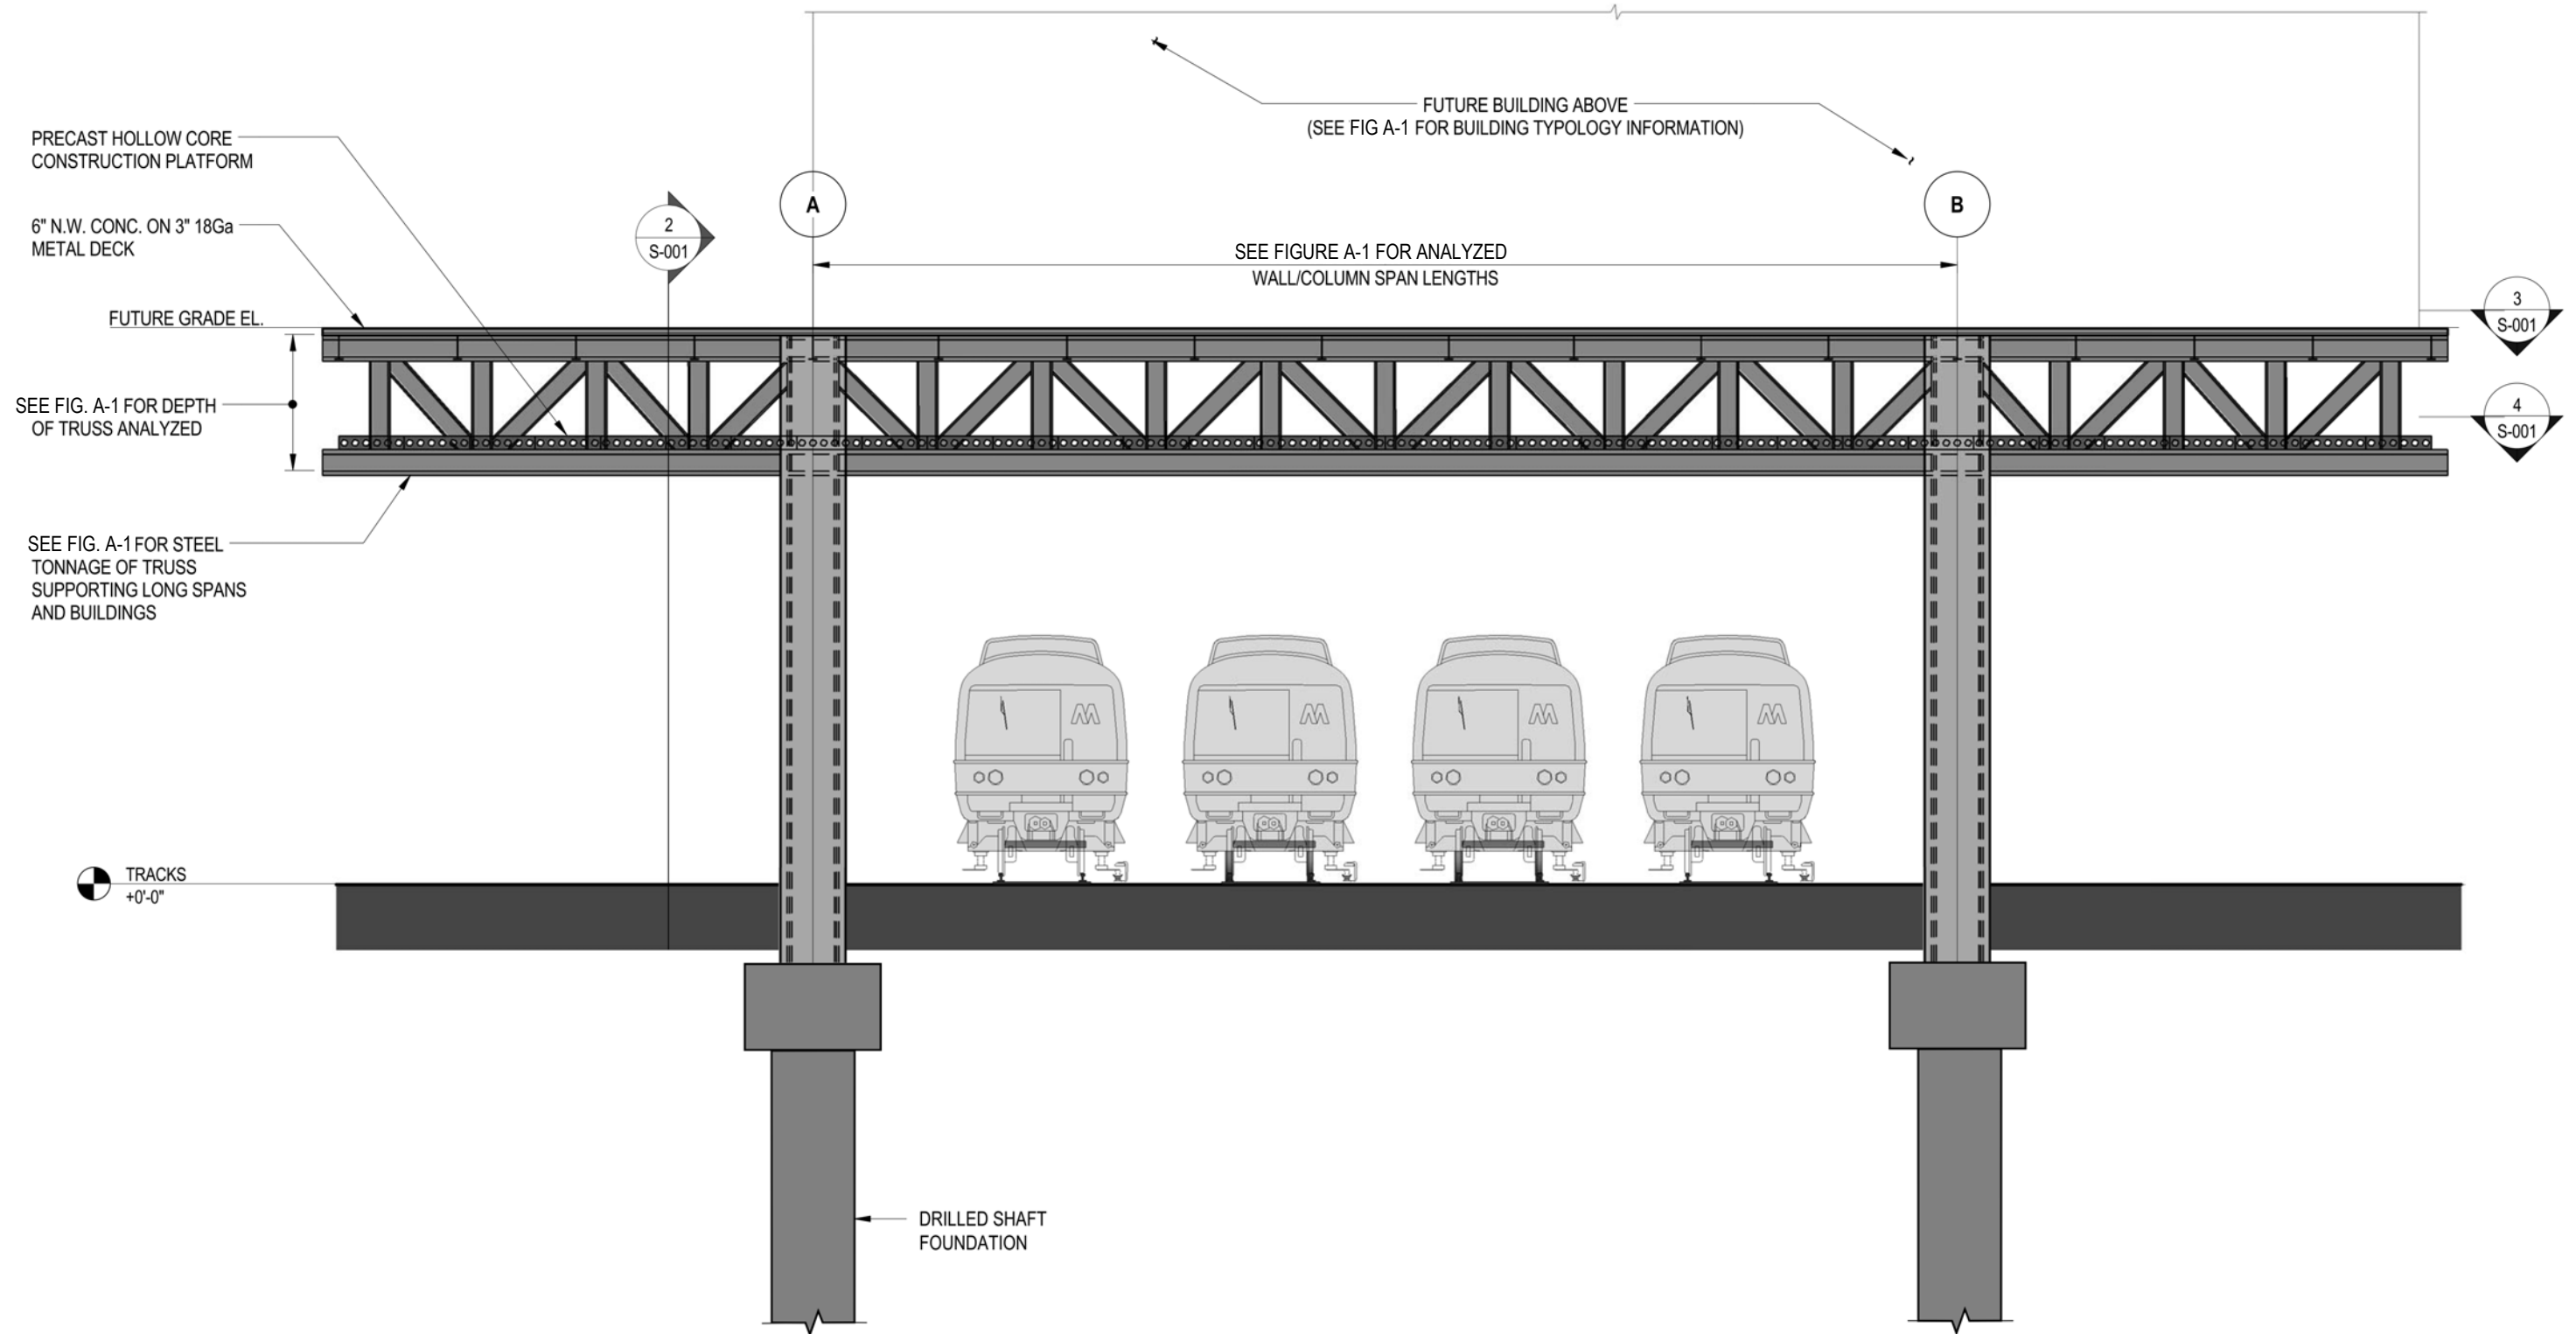 FUTURE BUILDING ABOVE
(SEE FIG A-1 FOR BUILDING TYPOLOGY INFORMATION)
PRECAST HOLLOW CORE
CONSTRUCTION PLATFORM
6" N.W. CONC. ON 3" 18Ga
METAL DECK
2
S-001
A
B
SEE FIGURE A-1 FOR ANALYZED
WALL/COLUMN SPAN LENGTHS
FUTURE GRADE EL.
3
S-001
SEE FIG. A-1 FOR DEPTH
OF TRUSS ANALYZED
4
S-001
SEE FIG. A-1 FOR STEEL
TONNAGE OF TRUSS
SUPPORTING LONG SPANS
AND BUILDINGS
TRACKS
+0'-0"
DRILLED SHAFT
FOUNDATION